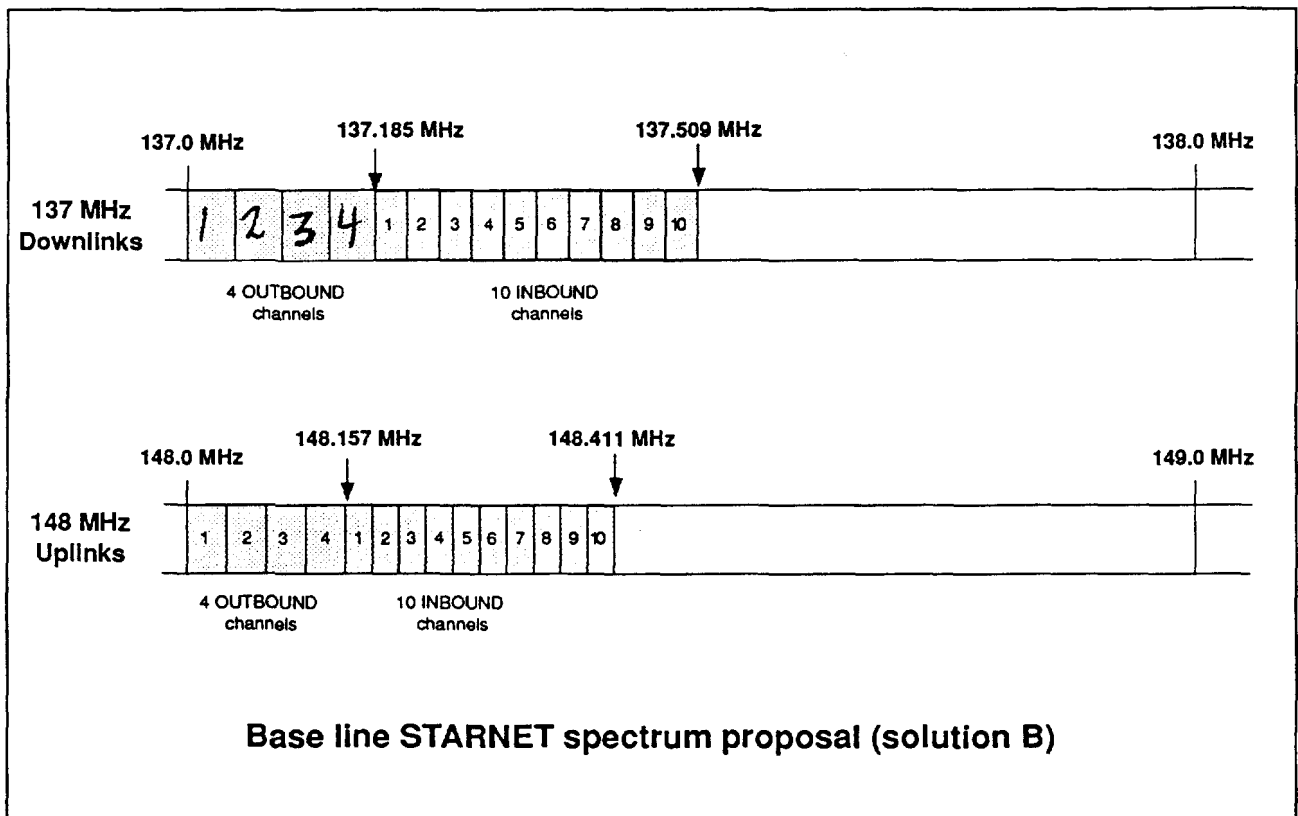 137.0 MHz 137.185 MHz 137.509 MHz 138.0 MHz
137 MHz
Downlinks
1 2 3 4 1 2 3 4 5 6 7 8 9 10
4 OUTBOUND
channels
10 INBOUND
channels
148.0 MHz 148.157 MHz 148.411 MHz 149.0 MHz
148 MHz
Uplinks
1 2 3 4 1 2 3 4 5 6 7 8 9 10
4 OUTBOUND
channels
10 INBOUND
channels
Base line STARNET spectrum proposal (solution B)